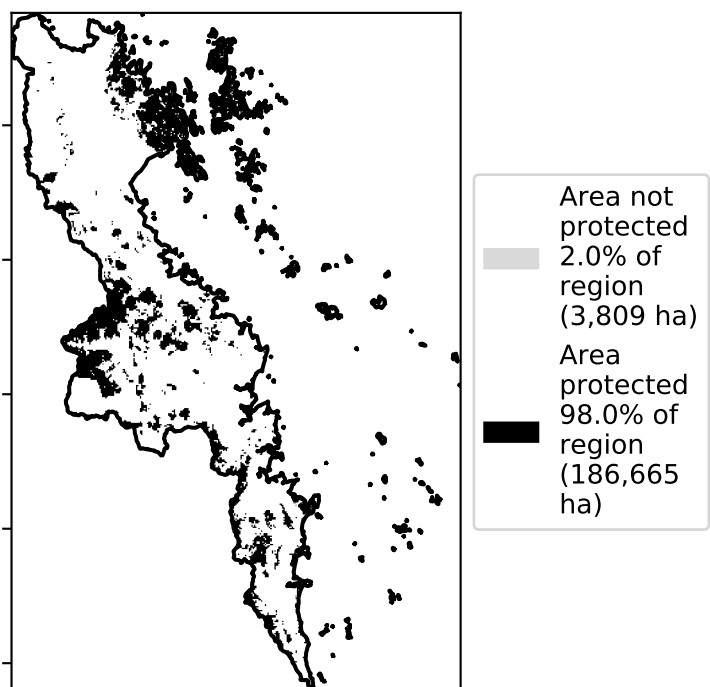 Area not
protected
2.0% of
region
(3,809 ha)
Area
protected
98.0% of
region
(186,665
ha)